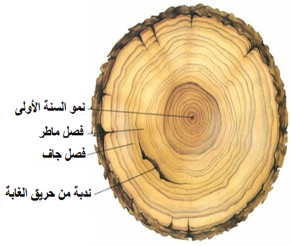 نمو السنة الأولى
فصل ماطر
فصل جاف
ندبة من حريق الغابة